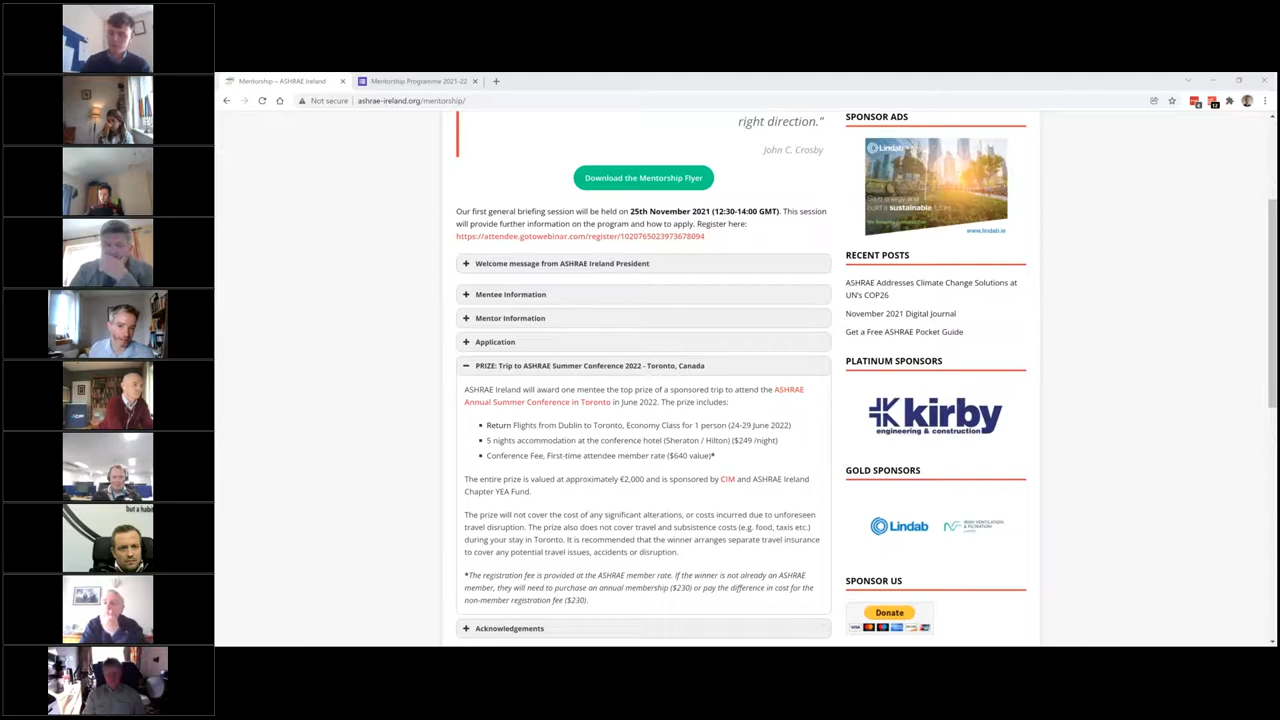 but a habit
Mentorship – ASHRAE Ireland
Mentorship Programme 2021-22
Not secure
ashrae-ireland.org/mentorship/
right direction.”
John C. Crosby
Download the Mentorship Flyer
Our first general briefing session will be held on 25th November 2021 (12:30-14:00 GMT). This session
will provide further information on the program and how to apply. Register here:
https://attendee.gotowebinar.com/register/1020765023973678094
Welcome message from ASHRAE Ireland President
Mentee Information
Mentor Information
Application
PRIZE: Trip to ASHRAE Summer Conference 2022 - Toronto, Canada
ASHRAE Ireland will award one mentee the top prize of a sponsored trip to attend the ASHRAE
Annual Summer Conference in Toronto in June 2022. The prize includes:
Return Flights from Dublin to Toronto, Economy Class for 1 person (24-29 June 2022)
5 nights accommodation at the conference hotel (Sheraton / Hilton) ($249 /night)
Conference Fee, First-time attendee member rate ($640 value)*
The entire prize is valued at approximately €2,000 and is sponsored by CIM and ASHRAE Ireland
Chapter YEA Fund.
The prize will not cover the cost of any significant alterations, or costs incurred due to unforeseen
travel disruption. The prize also does not cover travel and subsistence costs (e.g. food, taxis etc.)
during your stay in Toronto. It is recommended that the winner arranges separate travel insurance
to cover any potential travel issues, accidents or disruption.
*The registration fee is provided at the ASHRAE member rate. If the winner is not already an ASHRAE
member, they will need to purchase an annual membership ($230) or pay the difference in cost for the
non-member registration fee ($230).
Acknowledgements
SPONSOR ADS
Lindab
Save energy and
build a sustainable future
www.lindab.ie
RECENT POSTS
ASHRAE Addresses Climate Change Solutions at
UN's COP26
November 2021 Digital Journal
Get a Free ASHRAE Pocket Guide
PLATINUM SPONSORS
kirby
engineering & construction
GOLD SPONSORS
Lindab
IRISH VENTILATION
& FILTRATION
SPONSOR US
Donate
VISA